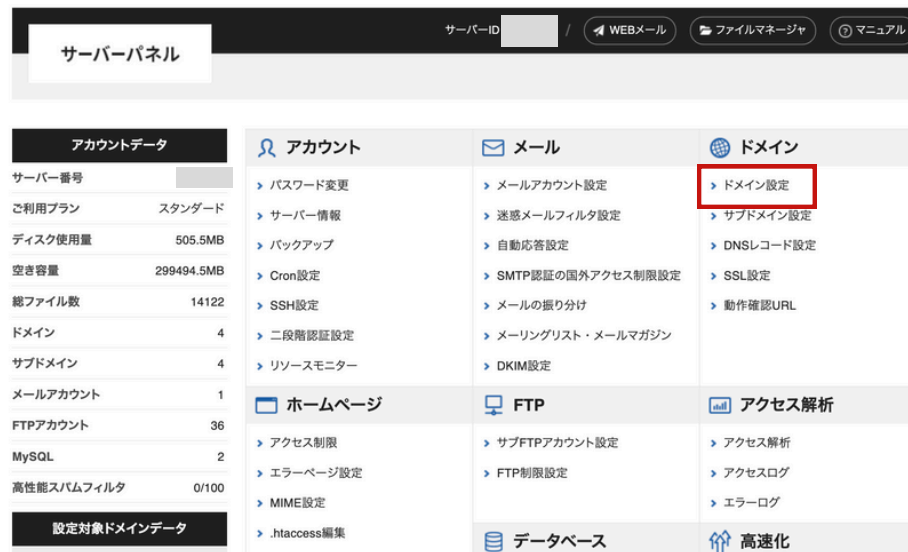 サーバーパネル
サーバーID
/
WEBメール
ファイルマネージャ
マニュアル
アカウントデータ
サーバー番号
ご利用プラン スタンダード
ディスク使用量 505.5MB
空き容量 299494.5MB
総ファイル数 14122
ドメイン 4
サブドメイン 4
メールアカウント 1
FTPアカウント 36
MySQL 2
高性能スパムフィルタ 0/100
設定対象ドメインデータ
アカウント
パスワード変更
サーバー情報
バックアップ
Cron設定
SSH設定
二段階認証設定
リソースモニター
メール
メールアカウント設定
迷惑メールフィルタ設定
自動応答設定
SMTP認証の国外アクセス制限設定
メールの振り分け
メーリングリスト・メールマガジン
DKIM設定
ドメイン
ドメイン設定
サブドメイン設定
DNSレコード設定
SSL設定
動作確認URL
ホームページ
アクセス制限
エラーページ設定
MIME設定
.htaccess編集
FTP
サブFTPアカウント設定
FTP制限設定
データベース
アクセス解析
アクセス解析
アクセスログ
エラーログ
高速化